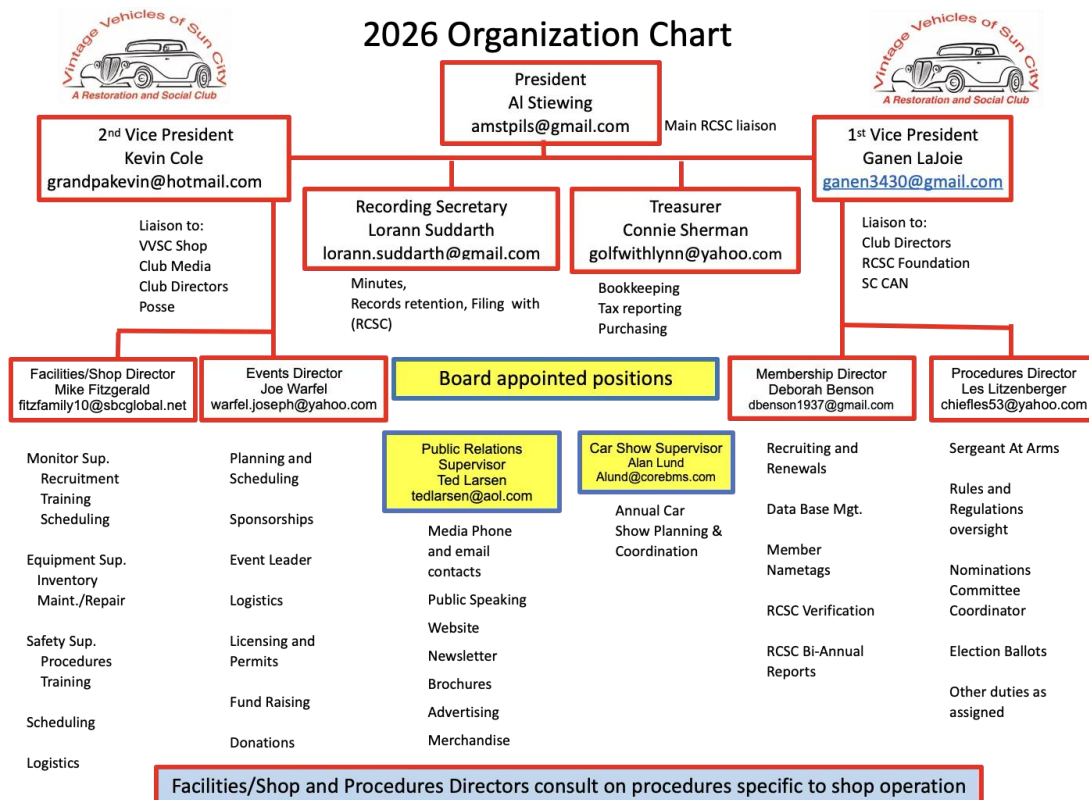 Vintage Vehicles of Sun City
A Restoration and Social Club
2026 Organization Chart
Vintage Vehicles of Sun City
A Restoration and Social Club
President
Al Stiewing
amstpils@gmail.com
Main RCSC liaison
2nd Vice President
Kevin Cole
grandpakevin@hotmail.com
1st Vice President
Ganen LaJoie
ganen3430@gmail.com
Recording Secretary
Lorann Suddarth
lorann.suddarth@gmail.com
Treasurer
Connie Sherman
golfwithlynn@yahoo.com
Liaison to:
VVSC Shop
Club Media
Club Directors
Posse
Minutes,
Records retention, Filing with
(RCSC)
Bookkeeping
Tax reporting
Purchasing
Liaison to:
Club Directors
RCSC Foundation
SC CAN
Facilities/Shop Director
Mike Fitzgerald
fitzfamily10@sbcglobal.net
Events Director
Joe Warfel
warfel.joseph@yahoo.com
Board appointed positions
Membership Director
Deborah Benson
dbenson1937@gmail.com
Procedures Director
Les Litzenberger
chiefles53@yahoo.com
Monitor Sup.
Recruitment
Training
Scheduling
Equipment Sup.
Inventory
Maint./Repair
Safety Sup.
Procedures
Training
Scheduling
Logistics
Planning and
Scheduling
Sponsorships
Event Leader
Logistics
Licensing and
Permits
Fund Raising
Donations
Public Relations
Supervisor
Ted Larsen
tedlarsen@aol.com
Media Phone
and email
contacts
Public Speaking
Website
Newsletter
Brochures
Advertising
Merchandise
Car Show Supervisor
Alan Lund
Alund@corebms.com
Annual Car
Show Planning &
Coordination
Recruiting and
Renewals
Data Base Mgt.
Member
Nametags
RCSC Verification
RCSC Bi-Annual
Reports
Sergeant At Arms
Rules and
Regulations
oversight
Nominations
Committee
Coordinator
Election Ballots
Other duties as
assigned
Facilities/Shop and Procedures Directors consult on procedures specific to shop operation